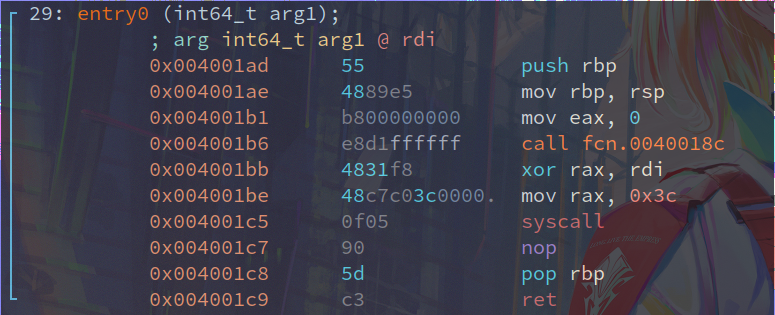 29: entry0 (int64_t arg1);
; arg int64_t arg1 @ rdi
0x004001ad 55 push rbp
0x004001ae 4889e5 mov rbp, rsp
0x004001b1 b800000000 mov eax, 0
0x004001b6 e8d1ffffff call fcn.0040018c
0x004001bb 4831f8 xor rax, rdi
0x004001be 48c7c03c0000. mov rax, 0x3c
0x004001c5 0f05 syscall
0x004001c7 90 nop
0x004001c8 5d pop rbp
0x004001c9 c3 ret